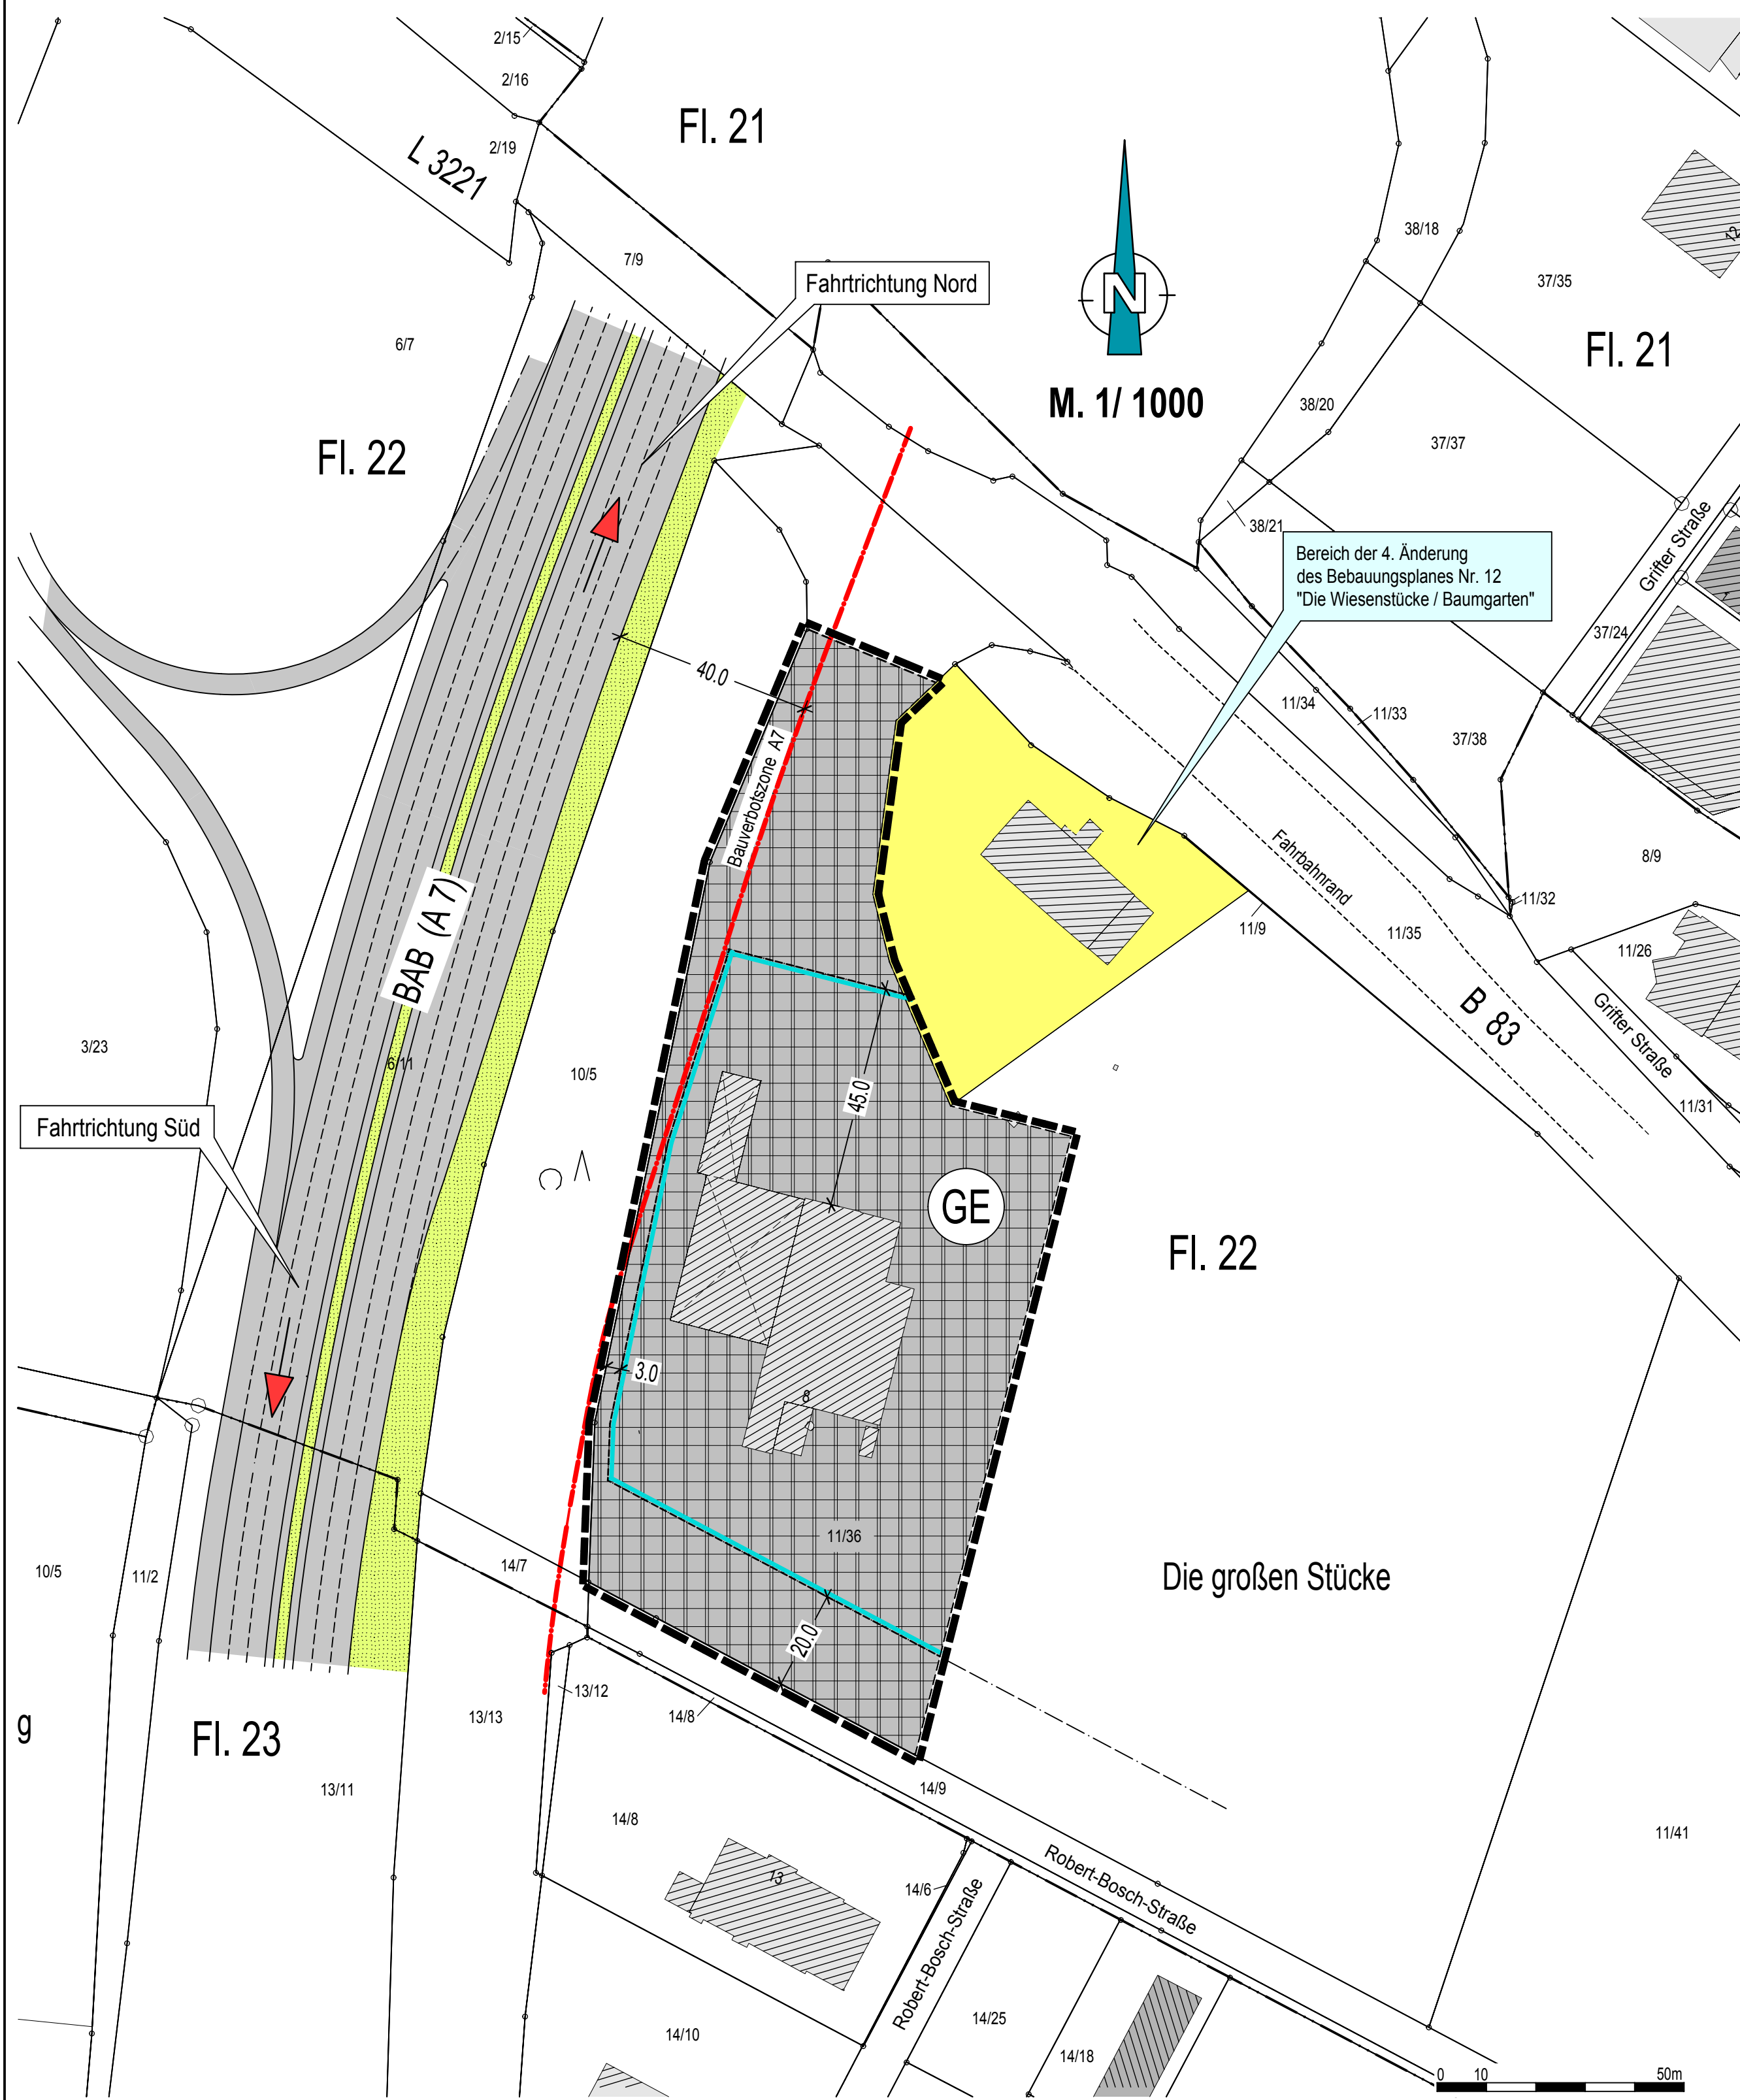 2/15
2/16
Fl. 21
2/19
L 3221
38/18
12
7/9
Fahrtrichtung Nord
N
37/35
6/7
Fl. 21
M. 1/ 1000
38/20
37/37
Fl. 22
38/21
Grifter Straße
Bereich der 4. Änderung
des Bebauungsplanes Nr. 12
"Die Wiesenstücke / Baumgarten"
37/24
40.0
11/34
11/33
37/38
Bauverbotszone A7
Fahrbahnrand
8/9
11/32
BAB (A 7)
11/9
11/35
11/26
B 83
Grifter Straße
3/23
6/11
10/5
45.0
11/31
Fahrtrichtung Süd
GE
Fl. 22
3.0
8
11/36
10/5
11/2
14/7
Die großen Stücke
20.0
13/12
13/13
14/8
g
Fl. 23
13/11
14/9
14/8
11/41
13
14/6
Robert-Bosch-Straße
Robert-Bosch-Straße
14/25
14/10
14/18
0 10 50m